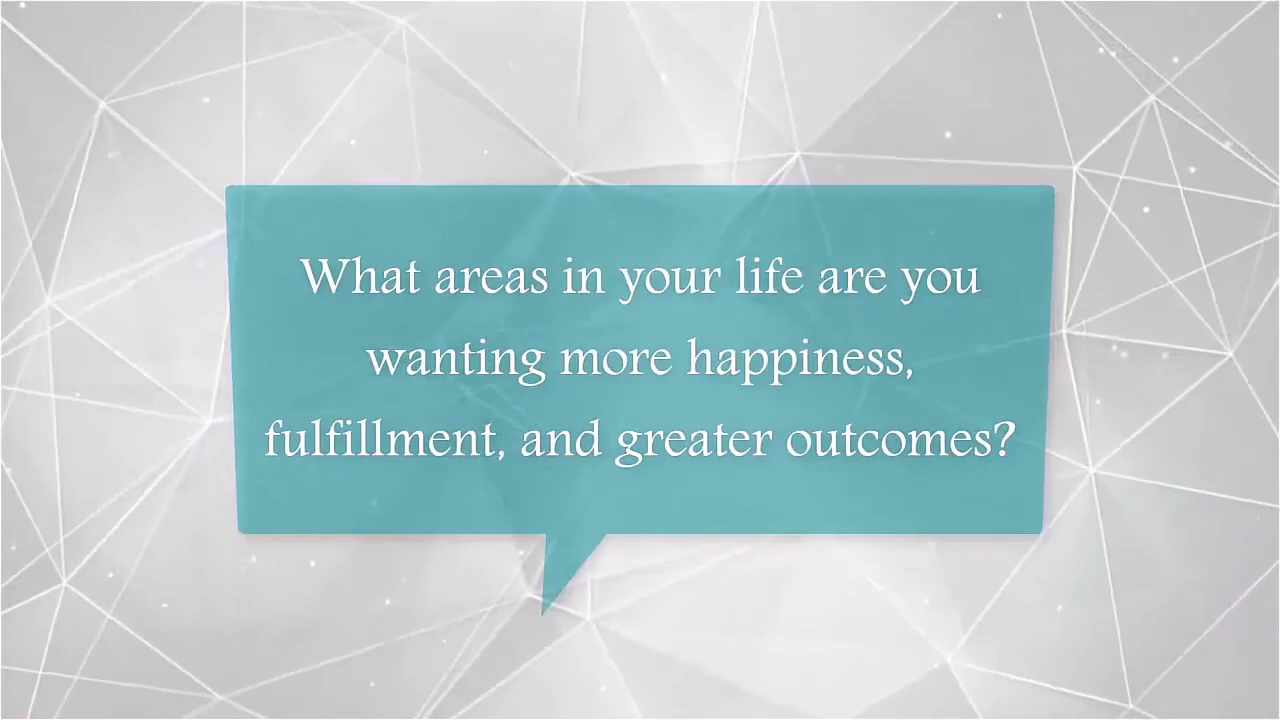 What areas in your life are you
wanting more happiness,
fulfillment, and greater outcomes?